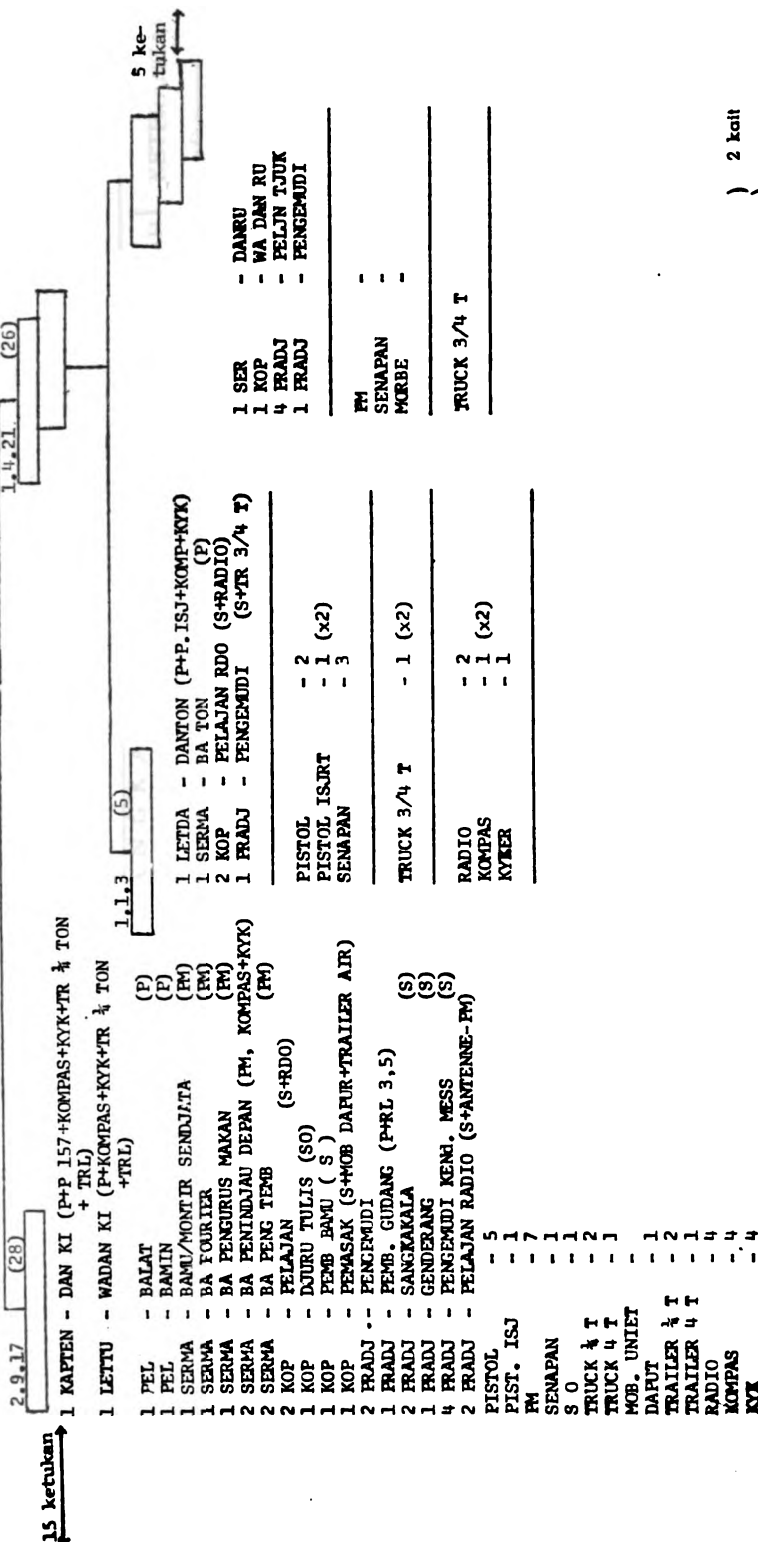 15 ketukan
2.9.17 (28)
1 KAPTEN - DAN KI (P+P 157+KOMPAS+KYK+TR ¼ TON
+ TRL)
1 LETTU - WADAN KI (P+KOMPAS+KYK+TR ¼ TON
+TRL)
1 PEL - BALAT (P)
1 PEL - BAMIN (P)
1 SERMA - BAMU/MONTIR SENDJATA (PM)
1 SERMA - BA FOURIER (PM)
1 SERMA - BA PENGURUS MAKAN (PM)
2 SERMA - BA PENINDJAU DEPAN (PM, KOMPAS+KYK)
2 SERMA - BA PENG TEMB (PM)
2 KOP - PELAJAN (S+RDO)
1 KOP - DJURU TULIS (SO)
1 KOP - PEMB BAMU ( S )
1 KOP - PEMASAK (S+MOB DAPUR+TRAILER AIR)
2 PRADJ - PENGEMUDI
1 PRADJ - PEMB. GUDANG (P+RL 3,5)
2 PRADJ - SANGKAKALA (S)
1 PRADJ - GENDERANG (S)
4 PRADJ - PENGEMUDI KEND. MESS (S)
2 PRADJ - PELAJAN RADIO (S+ANTENNE-PM)
PISTOL - 5
PIST. ISJ - 1
PM - 7
SENAPAN - 1
S O - 1
TRUCK ¼ T - 2
TRUCK 4 T - 1
MOB. UNIET
DAPUT - 1
TRAILER ¼ T - 2
TRAILER 4 T - 1
RADIO - 4
KOMPAS - 4
KYK - 4
1.1.3 (5)
1 LETDA - DANTON (P+P.ISJ+KOMP+KYK)
1 SERMA - BA TON (P)
2 KOP - PELAJAN RDO (S+RADIO)
1 PRADJ - PENGEMUDI (S+TR 3/4 T)
PISTOL - 2
PISTOL ISJRT - 1 (x2)
SENAPAN - 3
TRUCK 3/4 T - 1 (x2)
RADIO - 2
KOMPAS - 1 (x2)
KYKER - 1
1.4.21 (26)
5 ke-
tukan
1 SER - DANRU
1 KOP - WA DAN RU
4 PRADJ - PELJN TJUK
1 PRADJ - PENGEMUDI
PM -
SENAPAN -
MORBE -
TRUCK 3/4 T
) 2 kait
)